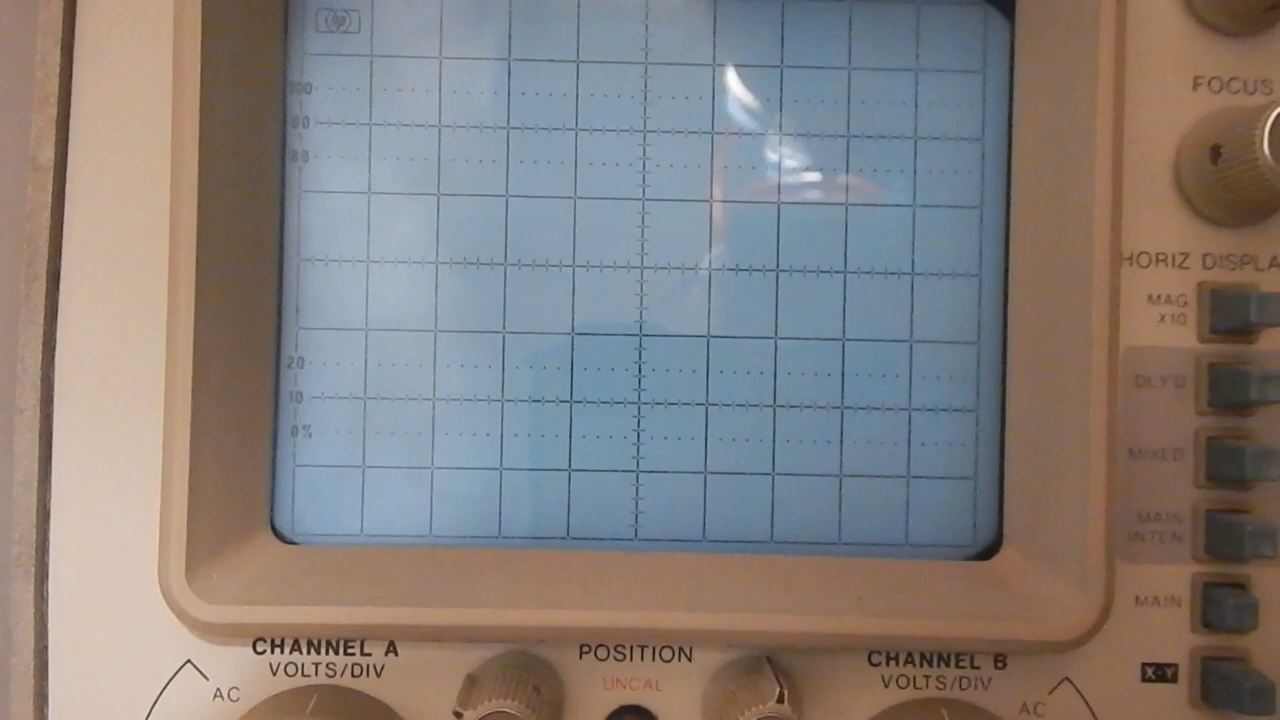 hp
100
FOCUS
90
80
HORIZ DISPLA
MAG
X10
20
DLY'D
10
0%
MIXED
MAIN
INTEN
MAIN
CHANNEL A
VOLTS/DIV
POSITION
UNCAL
CHANNEL B
VOLTS/DIV
X-Y
AC
AC